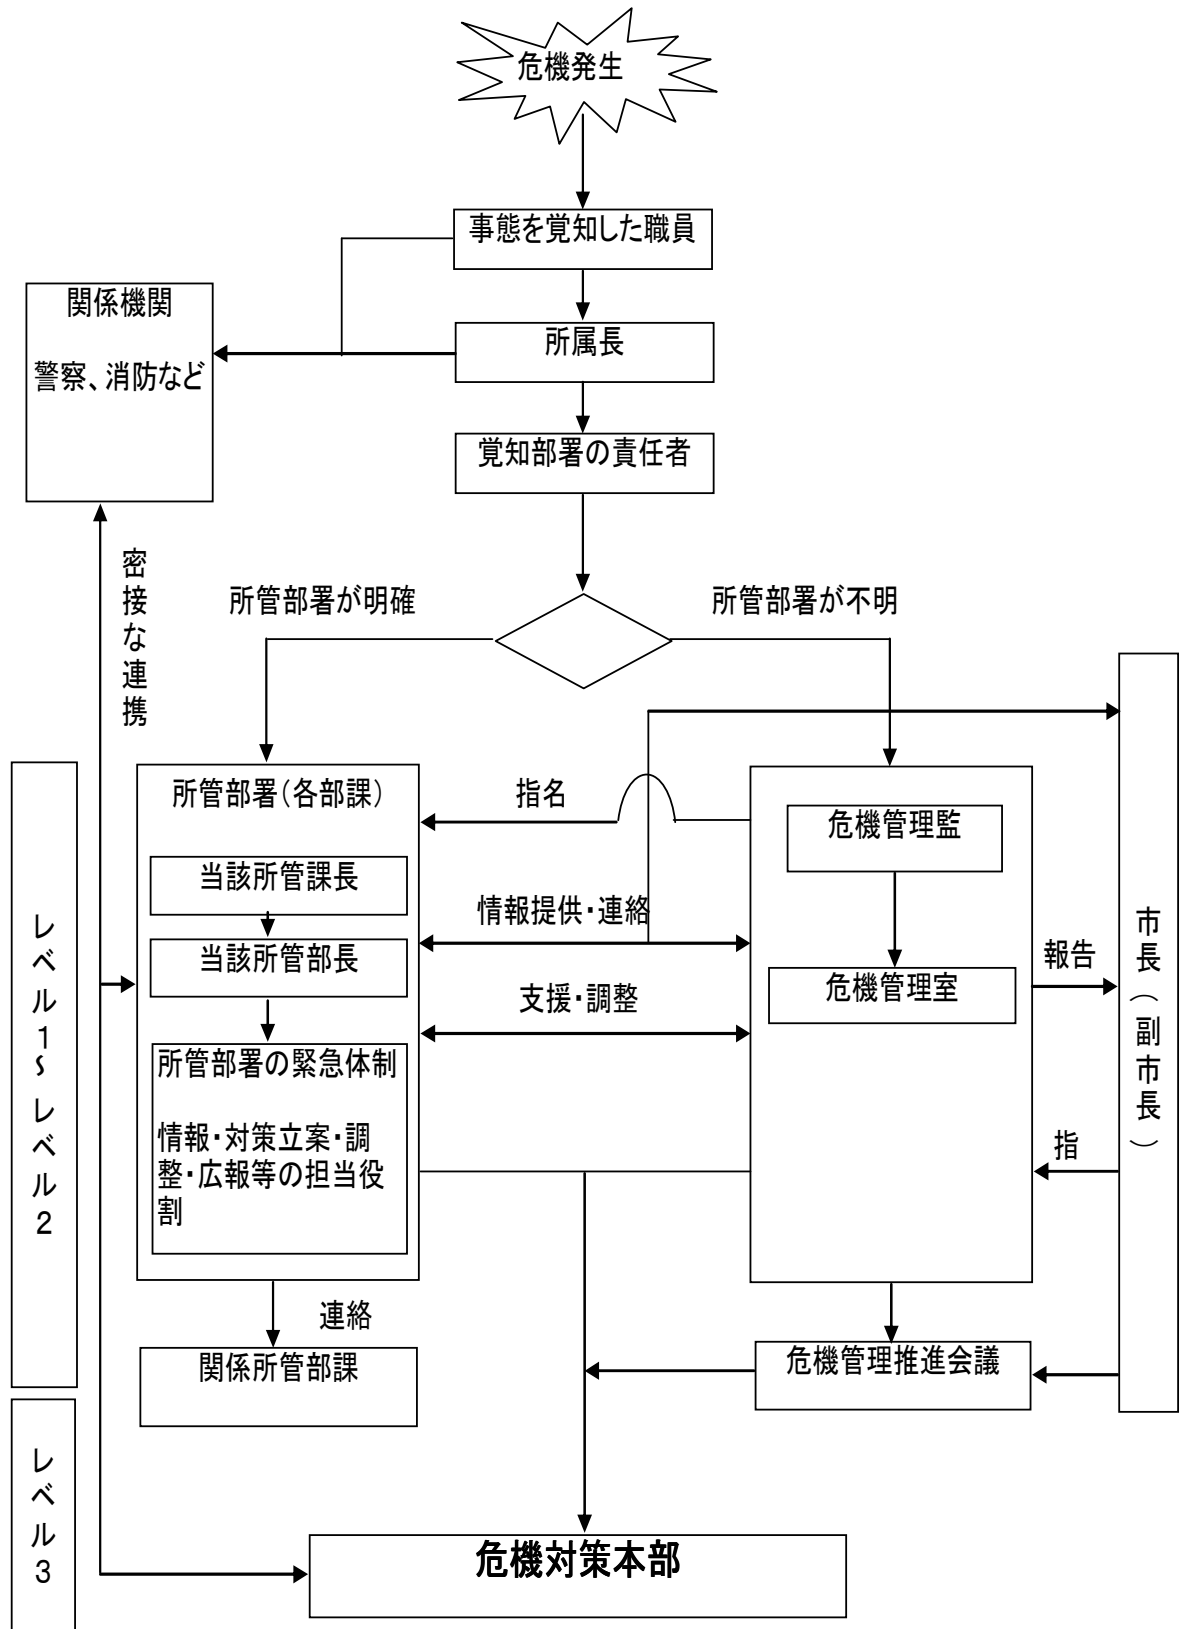 危機発生
事態を覚知した職員
関係機関
警察、消防など
所属長
覚知部署の責任者
密接な連携
所管部署が明確
所管部署が不明
所管部署（各部課）
指名
危機管理監
当該所管課長
情報提供・連絡
当該所管部長
危機管理室
報告
市長（副市長）
支援・調整
レベル1～レベル2
所管部署の緊急体制
情報・対策立案・調
整・広報等の担当役
割
指
連絡
関係所管部課
危機管理推進会議
レベル3
危機対策本部